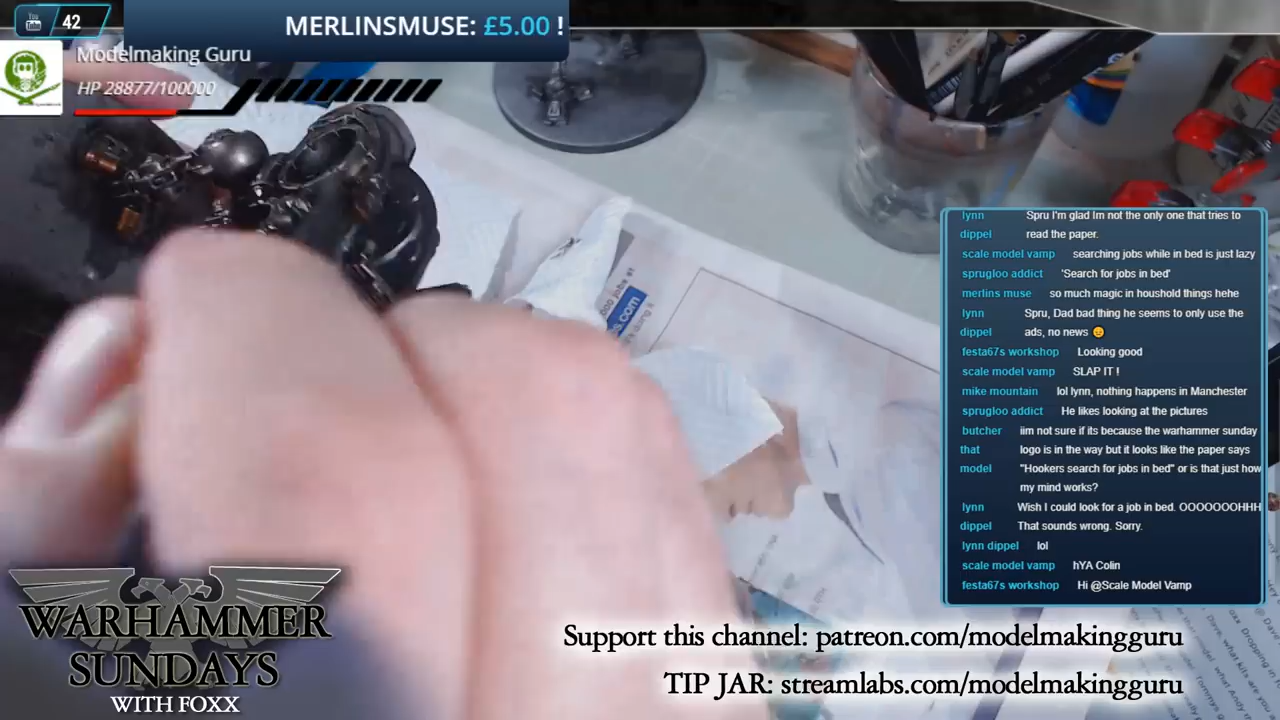 You
Tube
42
MERLINSMUSE: £5.00 !
Modelmaking Guru
HP 28877/100000
lynn Spru I'm glad Im not the only one that tries to
dippel read the paper.
scale model vamp searching jobs while in bed is just lazy
sprugloo addict 'Search for jobs in bed'
merlins muse so much magic in houshold things hehe
lynn Spru, Dad bad thing he seems to only use the
dippel ads, no news
festa67s workshop Looking good
scale model vamp SLAP IT !
mike mountain lol lynn, nothing happens in Manchester
sprugloo addict He likes looking at the pictures
butcher iim not sure if its because the warhammer sunday
that logo is in the way but it looks like the paper says
model "Hookers search for jobs in bed" or is that just how
my mind works?
lynn Wish I could look for a job in bed. OOOOOOOHHH
dippel That sounds wrong. Sorry.
lynn dippel lol
scale model vamp hYA Colin
festa67s workshop Hi @Scale Model Vamp
WARHAMMER
SUNDAYS
WITH FOXX
Support this channel: patreon.com/modelmakingguru
TIP JAR: streamlabs.com/modelmakingguru